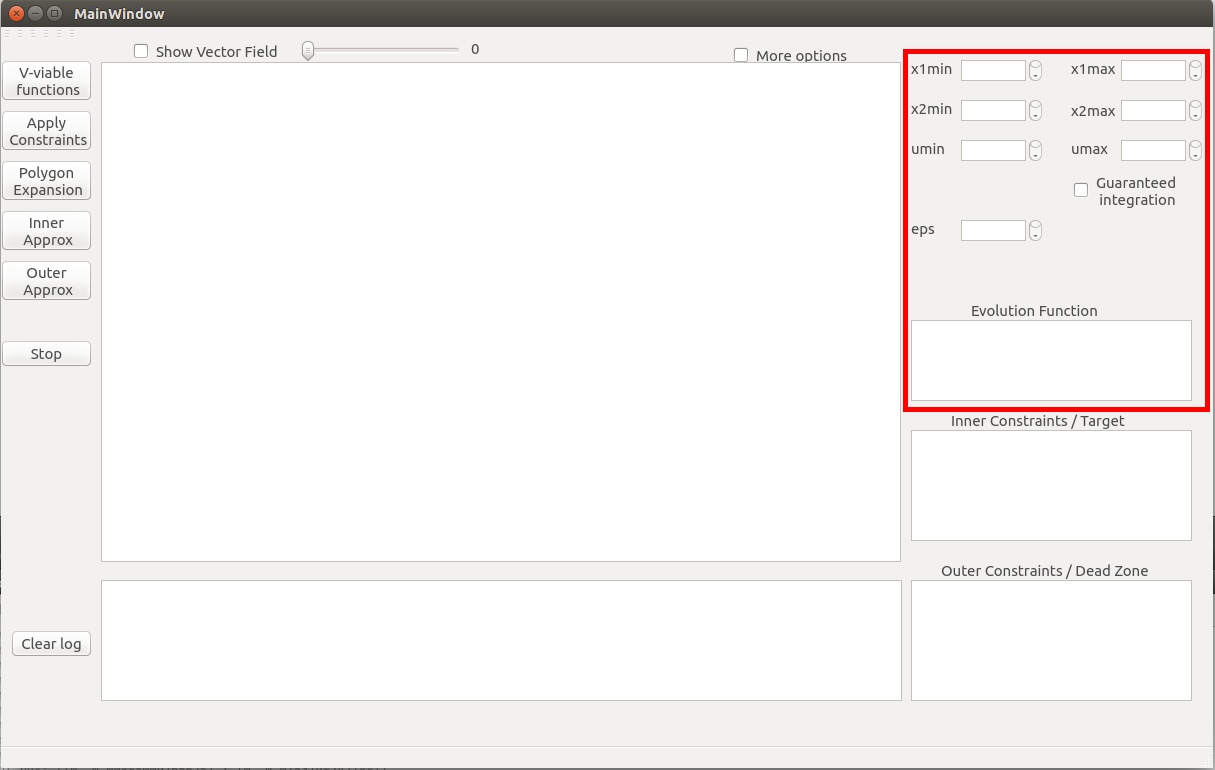 MainWindow
Show Vector Field
0
More options
V-viable
functions
Apply
Constraints
Polygon
Expansion
Inner
Approx
Outer
Approx
Stop
Clear log
x1min
x1max
x2min
x2max
umin
umax
Guaranteed
integration
eps
Evolution Function
Inner Constraints / Target
Outer Constraints / Dead Zone